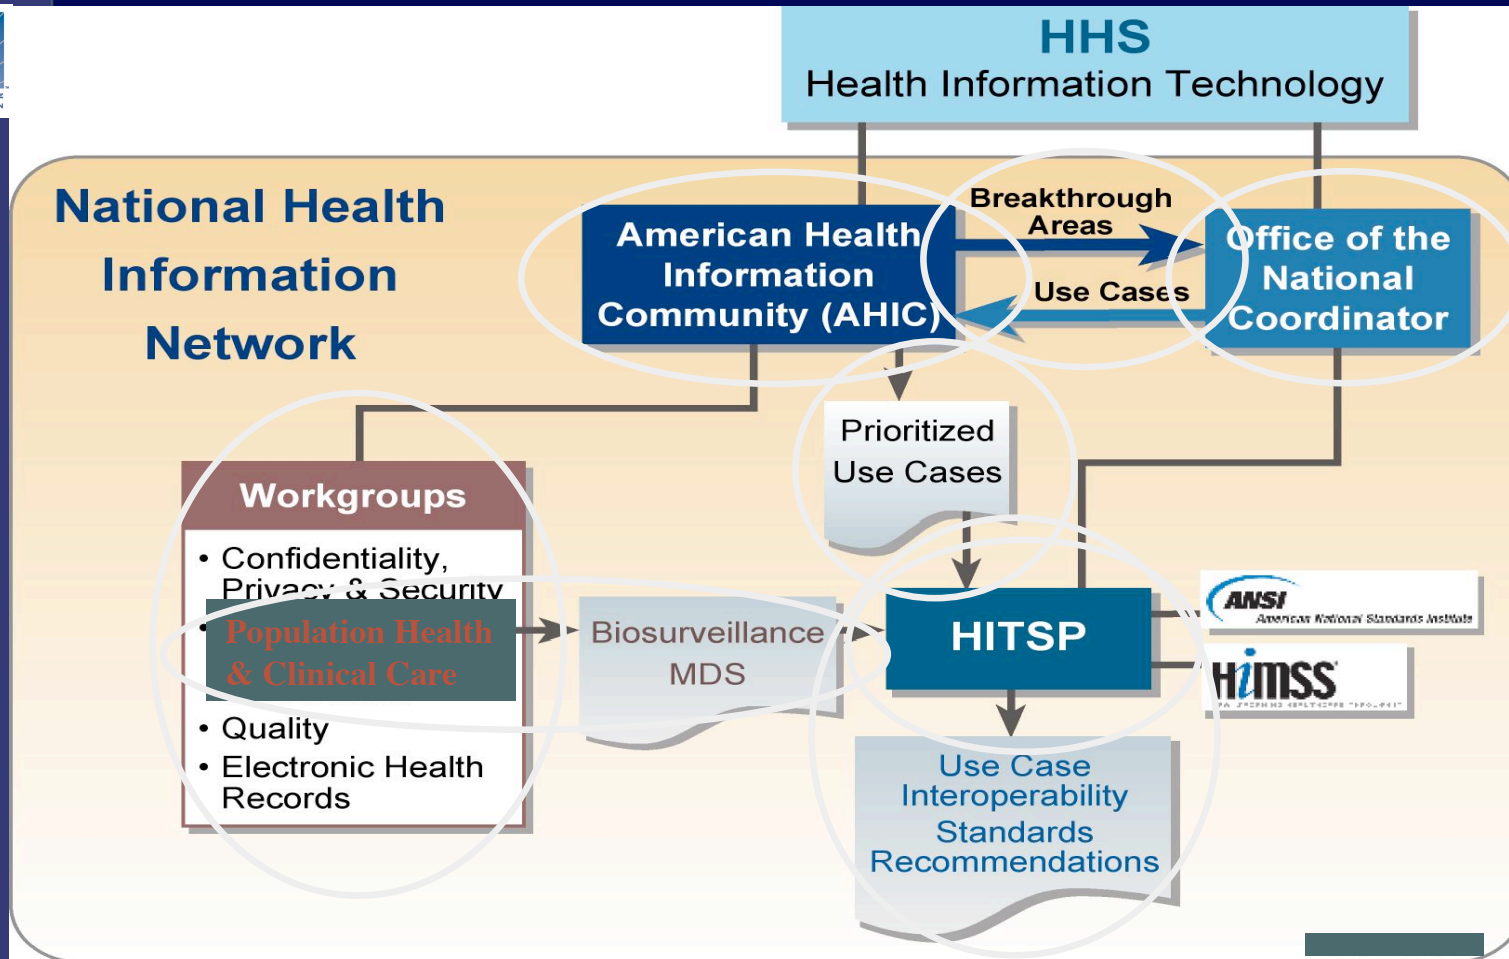 HHS
Health Information Technology
National Health
Information
Network
American Health
Information
Community (AHIC)
Breakthrough
Areas
Use Cases
Office of the
National
Coordinator
Prioritized
Use Cases
Workgroups
• Confidentiality,
Privacy & Security
• Population Health
& Clinical Care
• Quality
• Electronic Health
Records
Biosurveillance
MDS
HITSP
ANSI
American National Standards Institute
HiMSS
Use Case
Interoperability
Standards
Recommendations